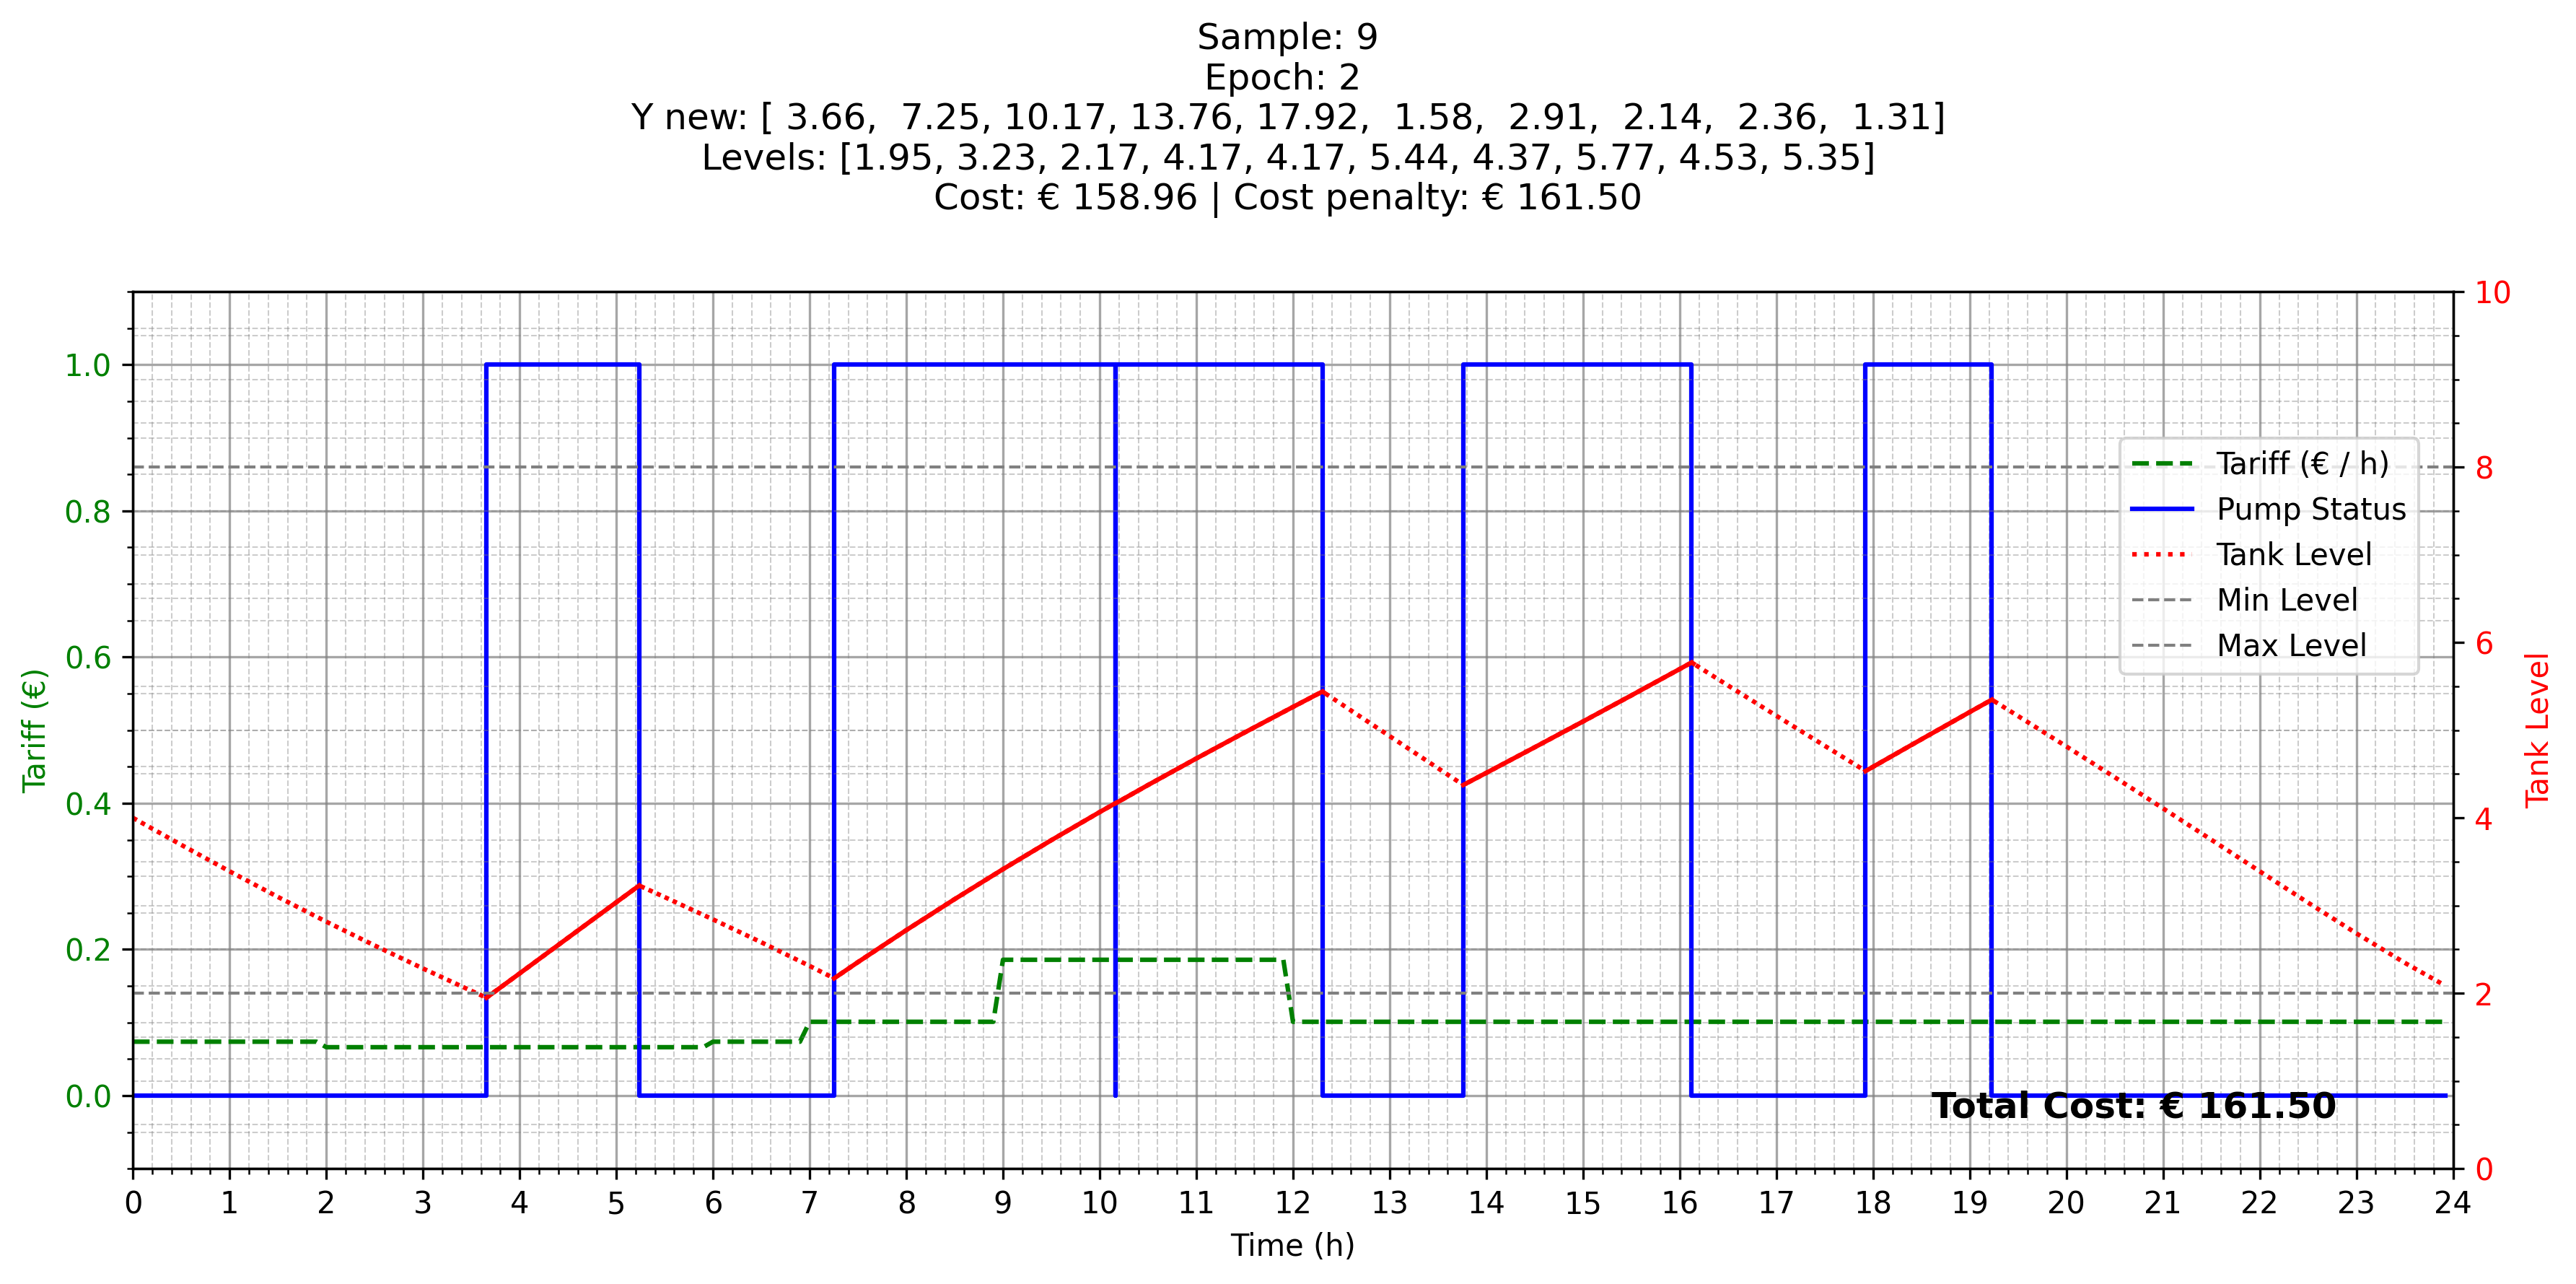 Sample: 9
Epoch: 2
Y new: [ 3.66,  7.25, 10.17, 13.76, 17.92,  1.58,  2.91,  2.14,  2.36,  1.31]
Levels: [1.95, 3.23, 2.17, 4.17, 4.17, 5.44, 4.37, 5.77, 4.53, 5.35]
Cost: € 158.96 | Cost penalty: € 161.50
10
1.0
8
0.8
6
0.6
4
0.4
2
0.2
0.0
0
Tariff (€)
Tank Level
Tariff (€ / h)
Pump Status
Tank Level
Min Level
Max Level
Total Cost: € 161.50
0 1 2 3 4 5 6 7 8 9 10 11 12 13 14 15 16 17 18 19 20 21 22 23 24
Time (h)